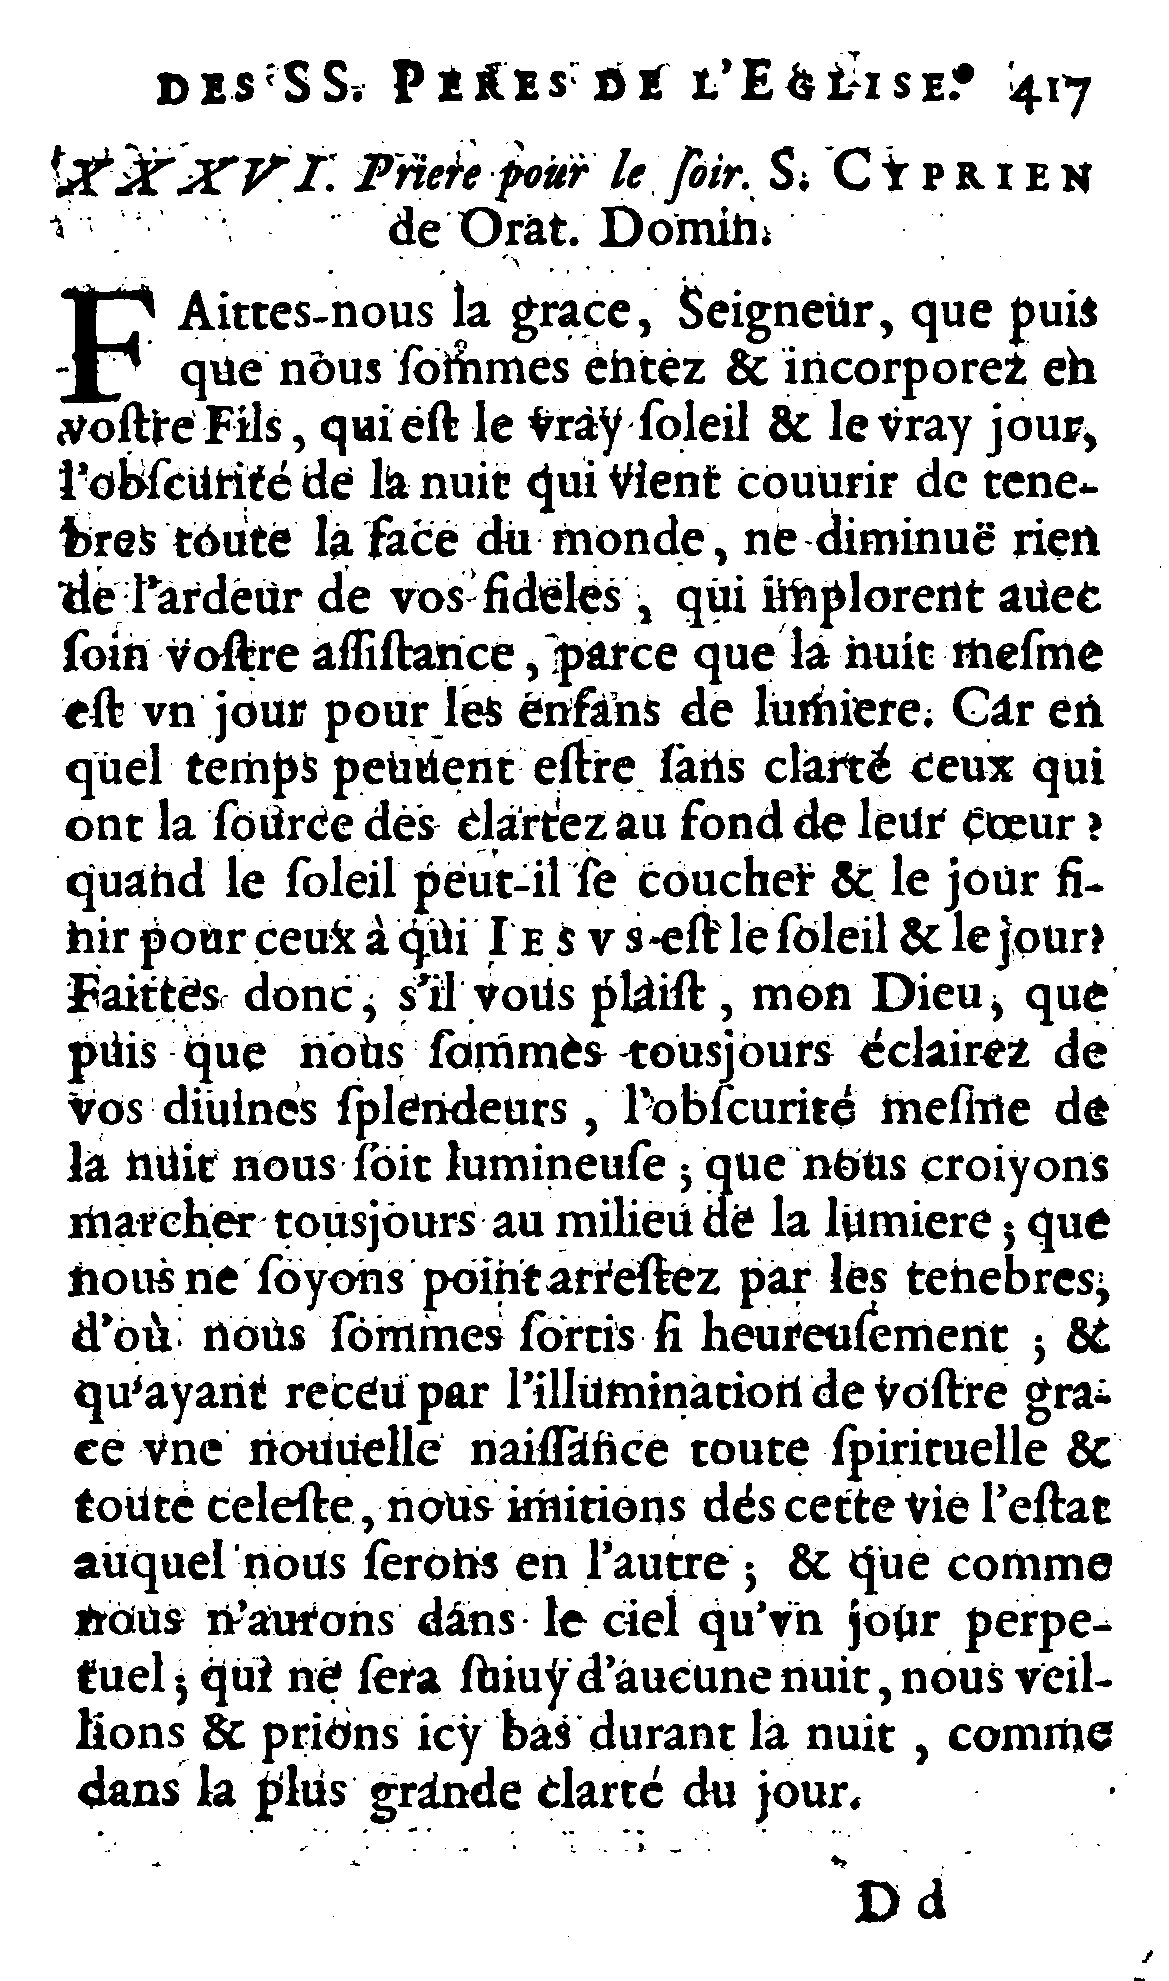 DES SS. PERES DE L'EGLISE. 417
XXXVI. Priere pour le ſoir. S. CYPRIEN
de Orat. Domin.
FAittes-nous la grace, Seigneur, que puis
que nous ſommes entez & incorporez en
voſtre Fils, qui eſt le vray ſoleil & le vray jour,
l'obſcurité de la nuit qui vient couurir de tene-
bres toute la face du monde, ne diminuë rien
de l'ardeur de vos fideles, qui implorent auec
ſoin voſtre aſſiſtance, parce que la nuit meſme
eſt vn jour pour les enfans de lumiere. Car en
quel temps peuuent eſtre ſans clarté ceux qui
ont la ſource des clartez au fond de leur cœur ?
quand le ſoleil peut-il ſe coucher & le jour fi-
nir pour ceux à qui IESVS eſt le ſoleil & le jour?
Faittes donc, s'il vous plaiſt, mon Dieu, que
puis que nous ſommes tousjours éclairez de
vos diuines ſplendeurs, l'obſcurité meſme de
la nuit nous ſoit lumineuſe ; que nous croiyons
marcher tousjours au milieu de la lumiere ; que
nous ne ſoyons point arreſtez par les tenebres,
d'où nous ſommes ſortis ſi heureuſement ; &
qu'ayant receu par l'illumination de voſtre gra-
ce vne nouuelle naiſſance toute ſpirituelle &
toute celeſte, nous imitions dés cette vie l'eſtat
auquel nous ſerons en l'autre ; & que comme
nous n'aurons dans le ciel qu'vn jour perpe-
tuel ; qui ne ſera ſuiuy d'aucune nuit, nous veil-
lions & prions icy bas durant la nuit, comme
dans la plus grande clarté du jour.
D d